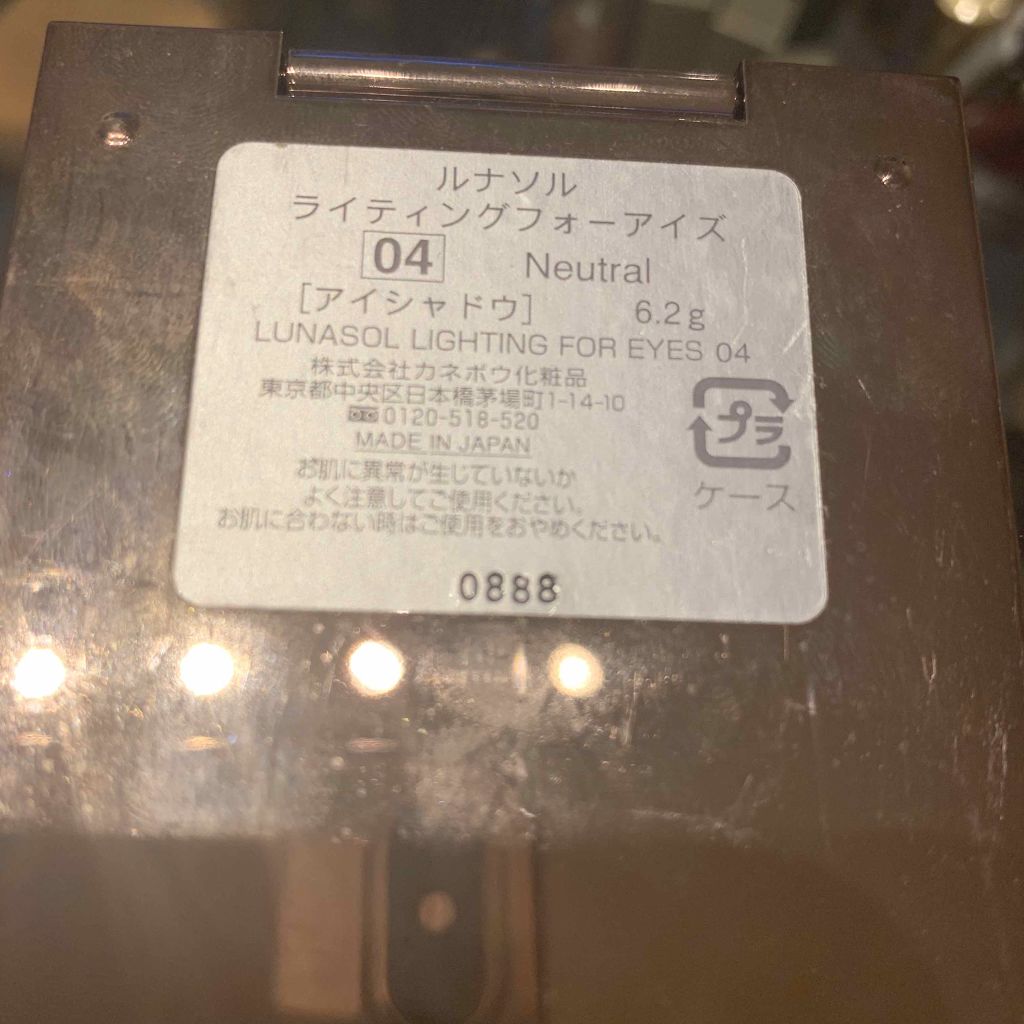 ルナソル
ライティングフォーアイズ
04 Neutral
[アイシャドウ] 6.2g
LUNASOL LIGHTING FOR EYES 04
株式会社カネボウ化粧品
東京都中央区日本橋茅場町1-14-10
0120-518-520
MADE IN JAPAN
お肌に異常が生じていないか
よく注意してご使用ください。
お肌に合わない時はご使用をおやめください。
プラ
ケース
0888